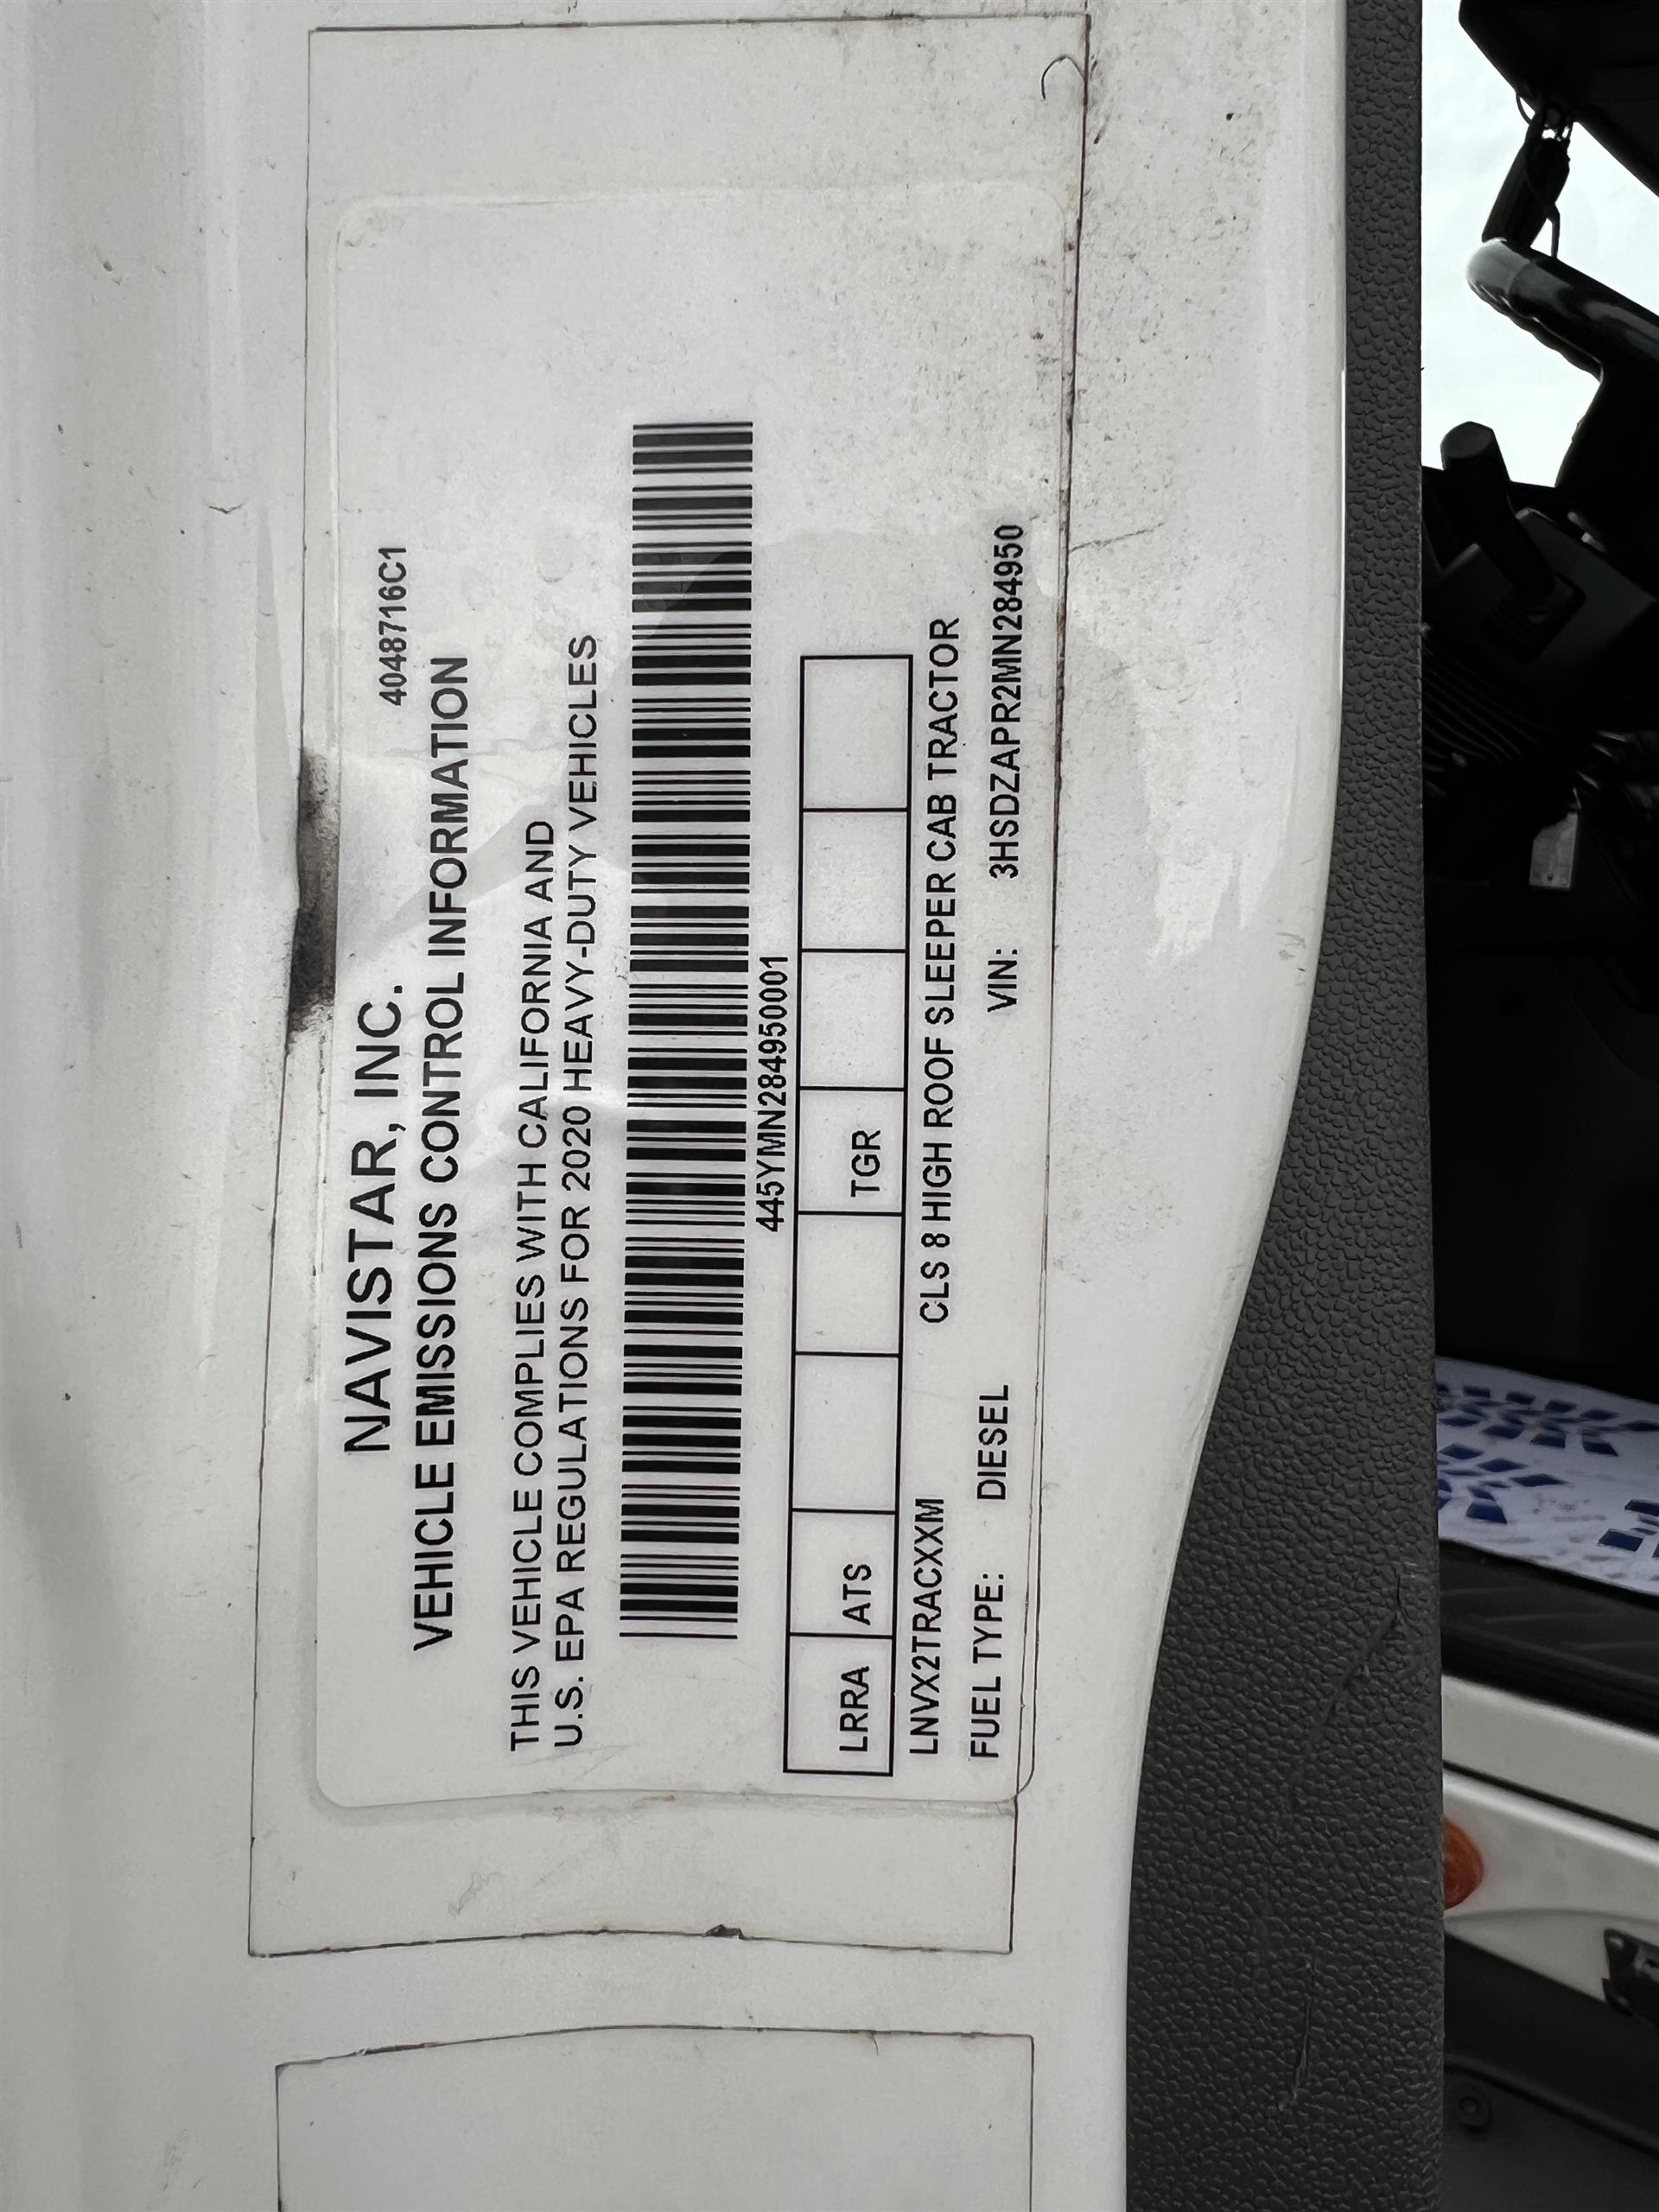 4048716C1
NAVISTAR, INC.
VEHICLE EMISSIONS CONTROL INFORMATION
THIS VEHICLE COMPLIES WITH CALIFORNIA AND
U.S. EPA REGULATIONS FOR 2020 HEAVY-DUTY VEHICLES
445YMN284950001
LRRA ATS TGR
LNVX2TRACXXM CLS 8 HIGH ROOF SLEEPER CAB TRACTOR
FUEL TYPE: DIESEL VIN: 3HSDZAPR2MN284950